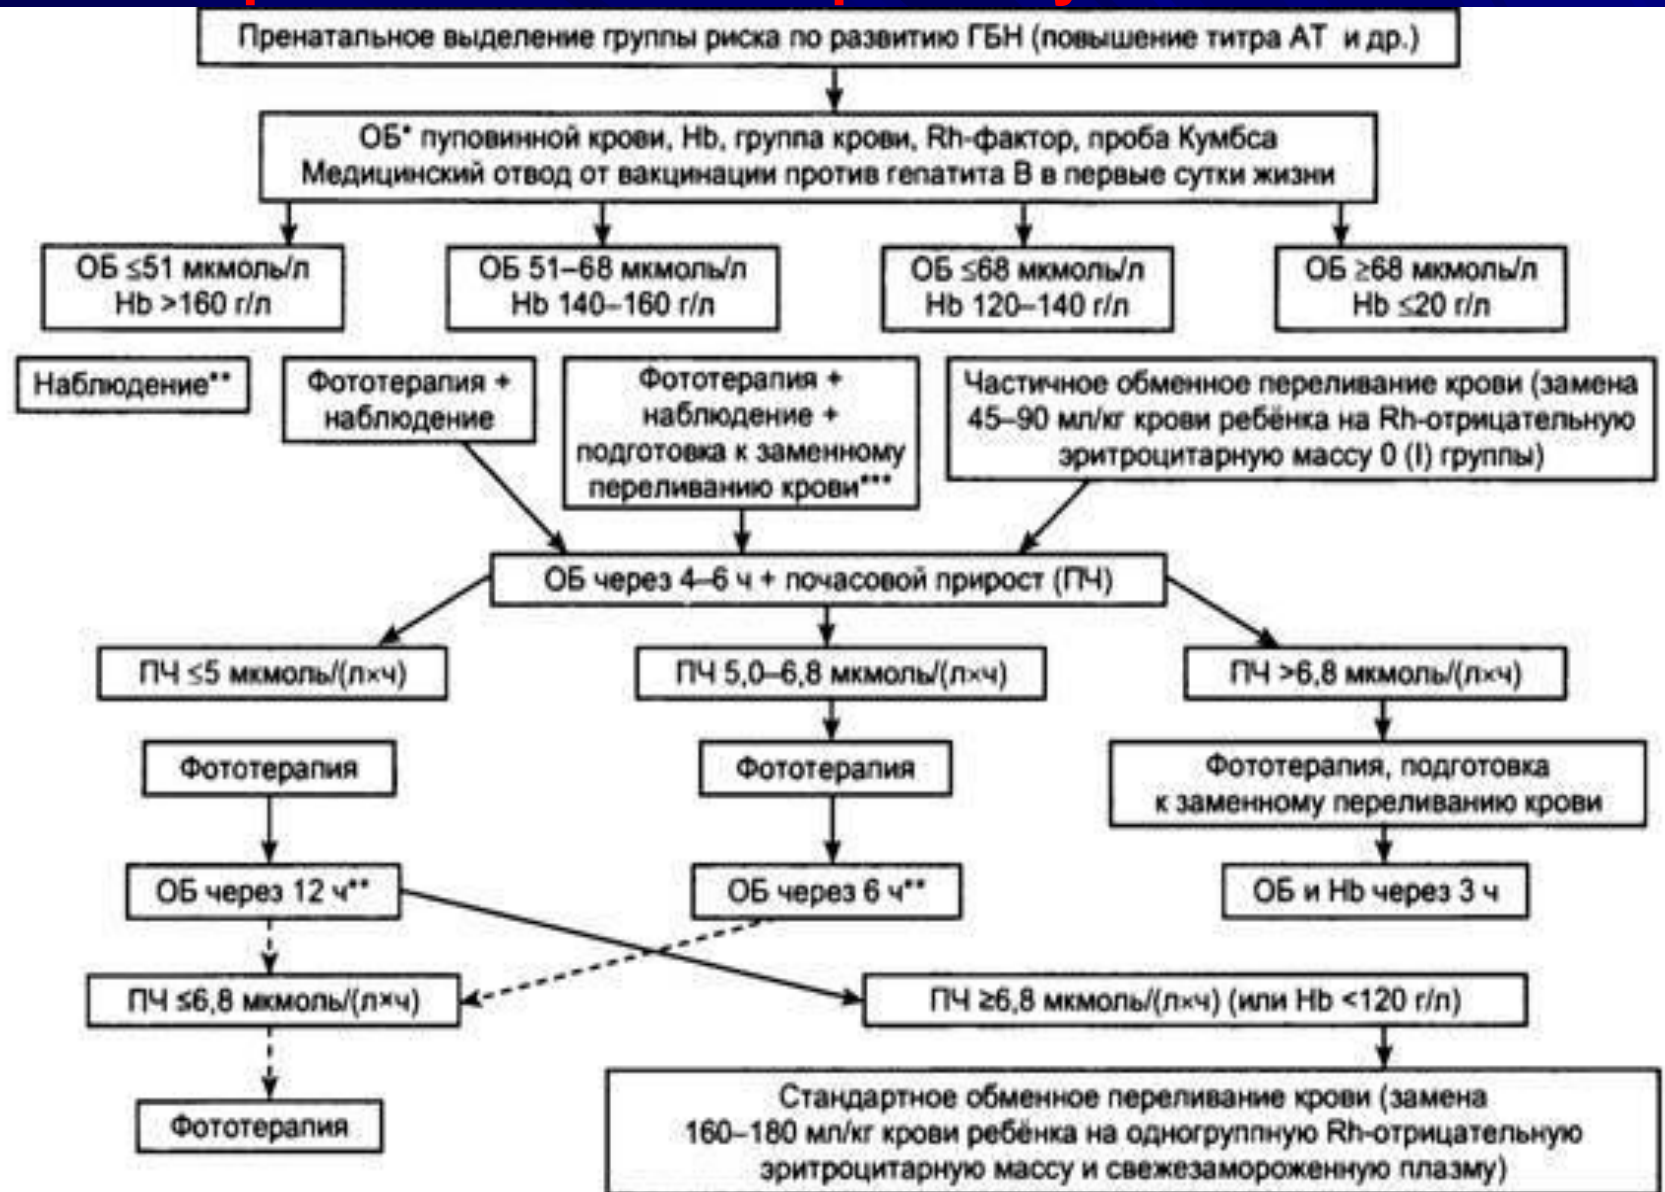 Пренатальное выделение группы риска по развитию ГБН (повышение титра АТ и др.)
ОБ* пуповинной крови, Hb, группа крови, Rh-фактор, проба Кумбса
Медицинский отвод от вакцинации против гепатита В в первые сутки жизни
ОБ ≤51 мкмоль/л
Hb >160 г/л
ОБ 51–68 мкмоль/л
Hb 140–160 г/л
ОБ ≤68 мкмоль/л
Hb 120–140 г/л
ОБ ≥68 мкмоль/л
Hb ≤20 г/л
Наблюдение**
Фототерапия +
наблюдение
Фототерапия +
наблюдение +
подготовка к заменному
переливанию крови***
Частичное обменное переливание крови (замена
45–90 мл/кг крови ребёнка на Rh-отрицательную
эритроцитарную массу 0 (I) группы)
ОБ через 4–6 ч + почасовой прирост (ПЧ)
ПЧ ≤5 мкмоль/(л×ч)
ПЧ 5,0–6,8 мкмоль/(л×ч)
ПЧ >6,8 мкмоль/(л×ч)
Фототерапия
Фототерапия
Фототерапия, подготовка
к заменному переливанию крови
ОБ через 12 ч**
ОБ через 6 ч**
ОБ и Hb через 3 ч
ПЧ ≤6,8 мкмоль/(л×ч)
ПЧ ≥6,8 мкмоль/(л×ч) (или Hb <120 г/л)
Фототерапия
Стандартное обменное переливание крови (замена
160–180 мл/кг крови ребёнка на одногруппную Rh-отрицательную
эритроцитарную массу и свежезамороженную плазму)